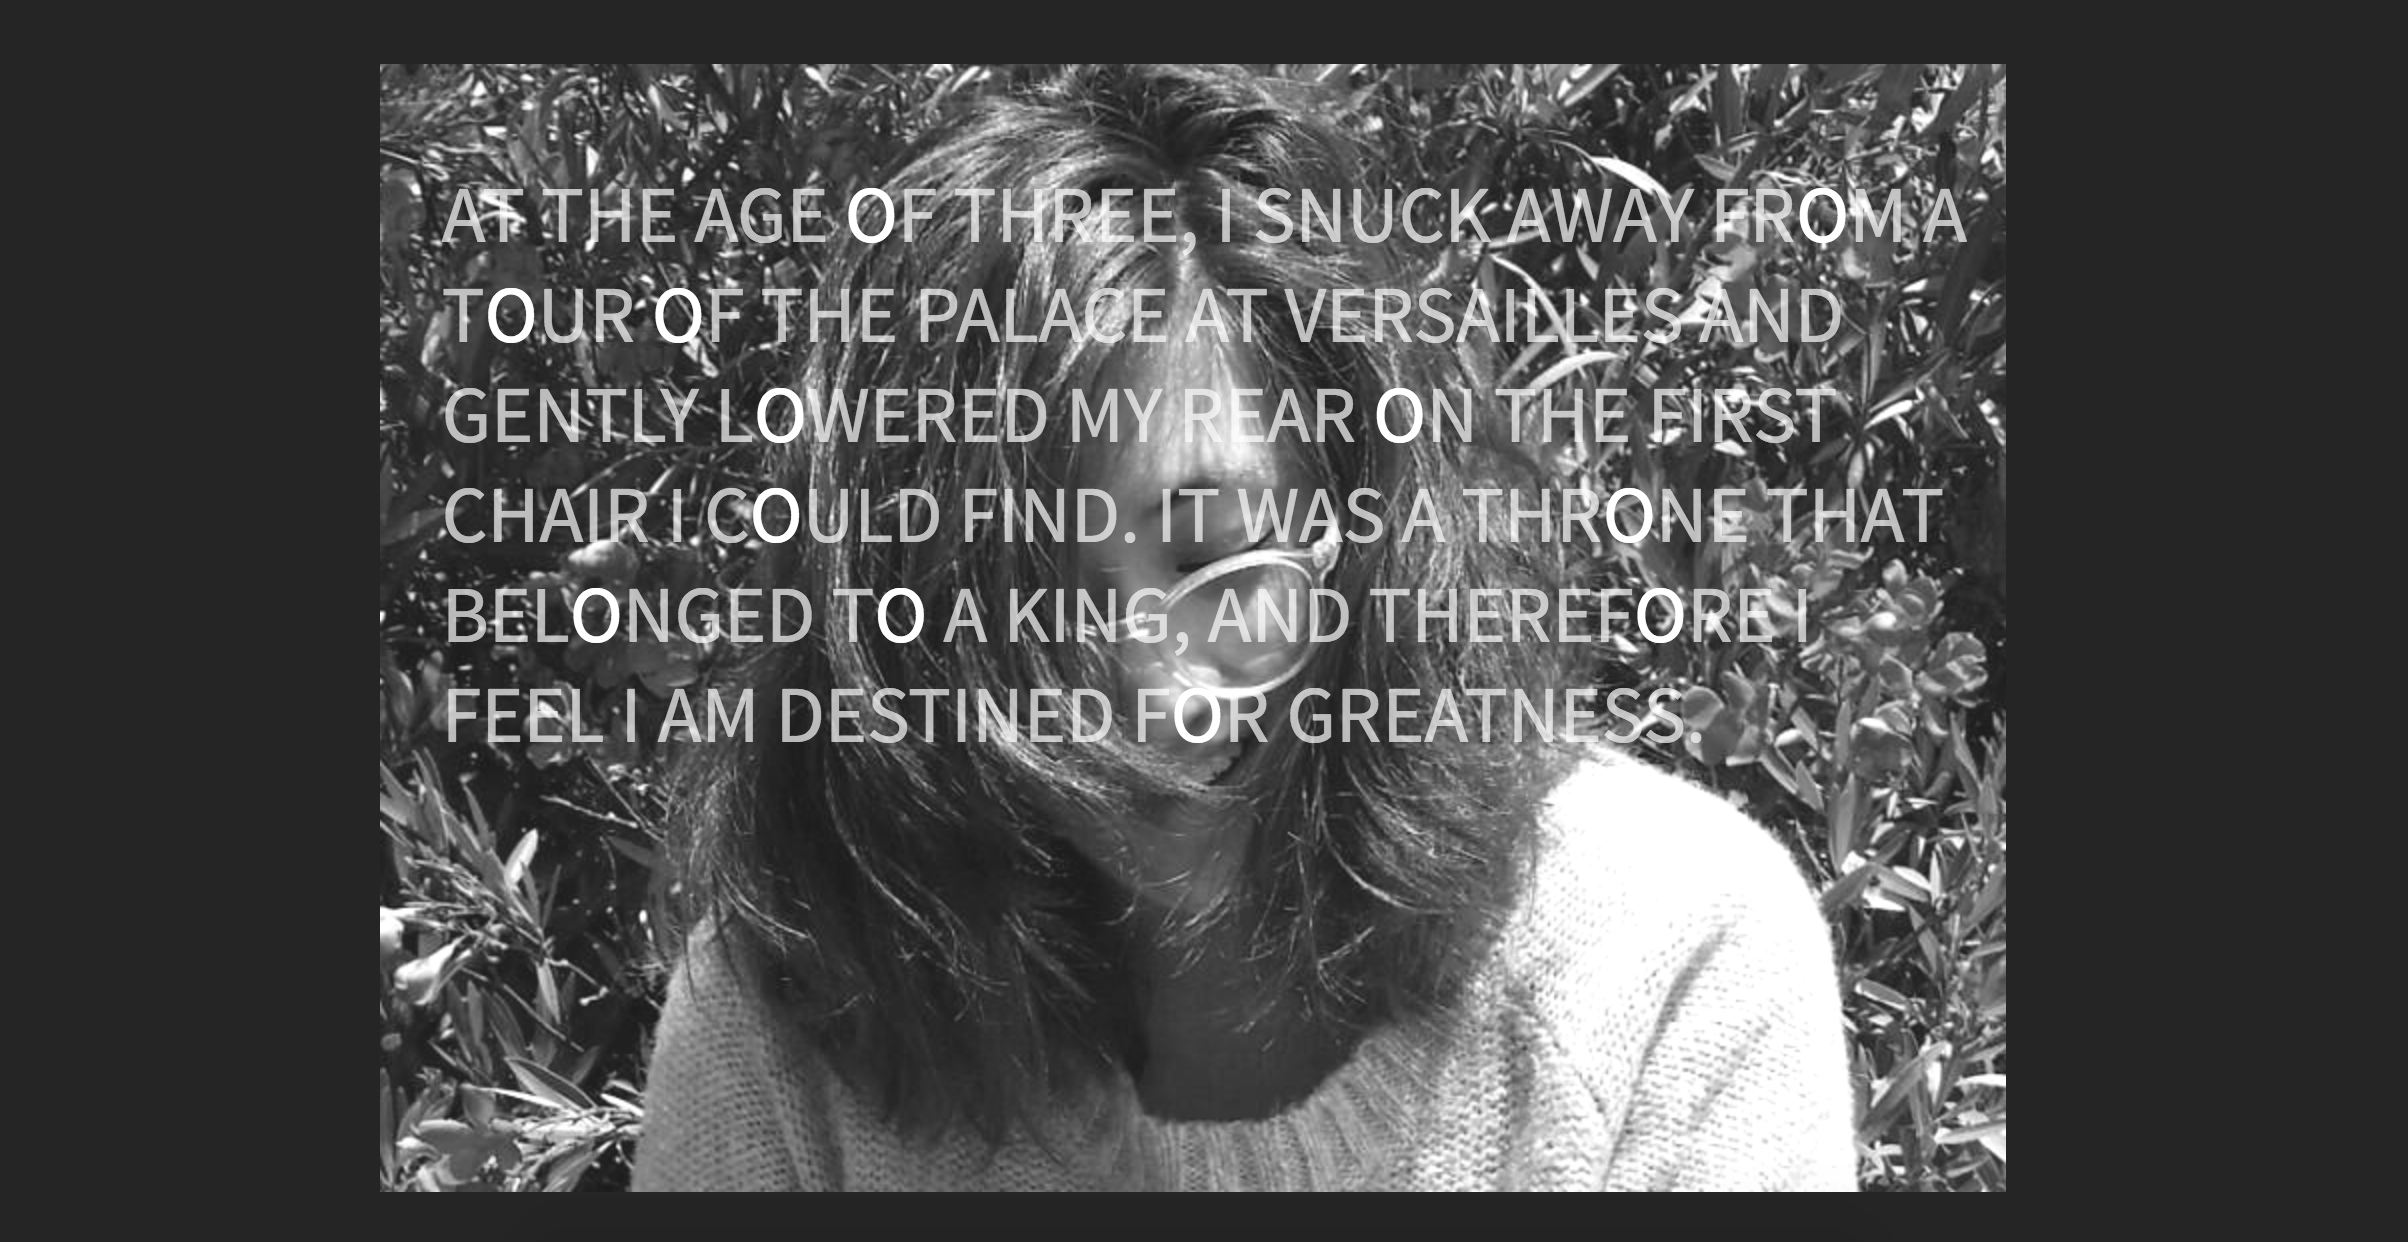 AT THE AGE OF THREE, I SNUCK AWAY FROM A
TOUR OF THE PALACE AT VERSAILLES AND
GENTLY LOWERED MY REAR ON THE FIRST
CHAIR I COULD FIND. IT WAS A THRONE THAT
BELONGED TO A KING, AND THEREFORE I
FEEL I AM DESTINED FOR GREATNESS.